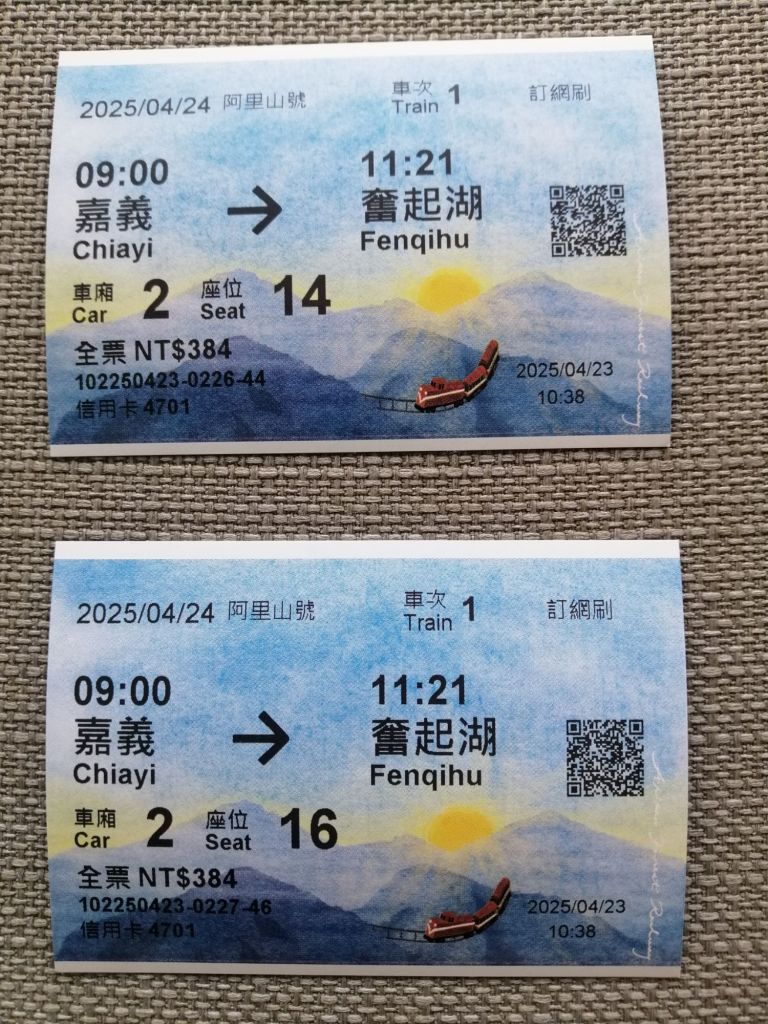 2025/04/24 阿里山號 車次 1 訂網刷
Train
09:00 11:21
嘉義 → 奮起湖
Chiayi Fenqihu
車廂 2 座位 14
Car Seat
全票 NT$384
102250423-0226-44 2025/04/23
信用卡 4701 10:38
2025/04/24 阿里山號 車次 1 訂網刷
Train
09:00 11:21
嘉義 → 奮起湖
Chiayi Fenqihu
車廂 2 座位 16
Car Seat
全票 NT$384
102250423-0227-46 2025/04/23
信用卡 4701 10:38